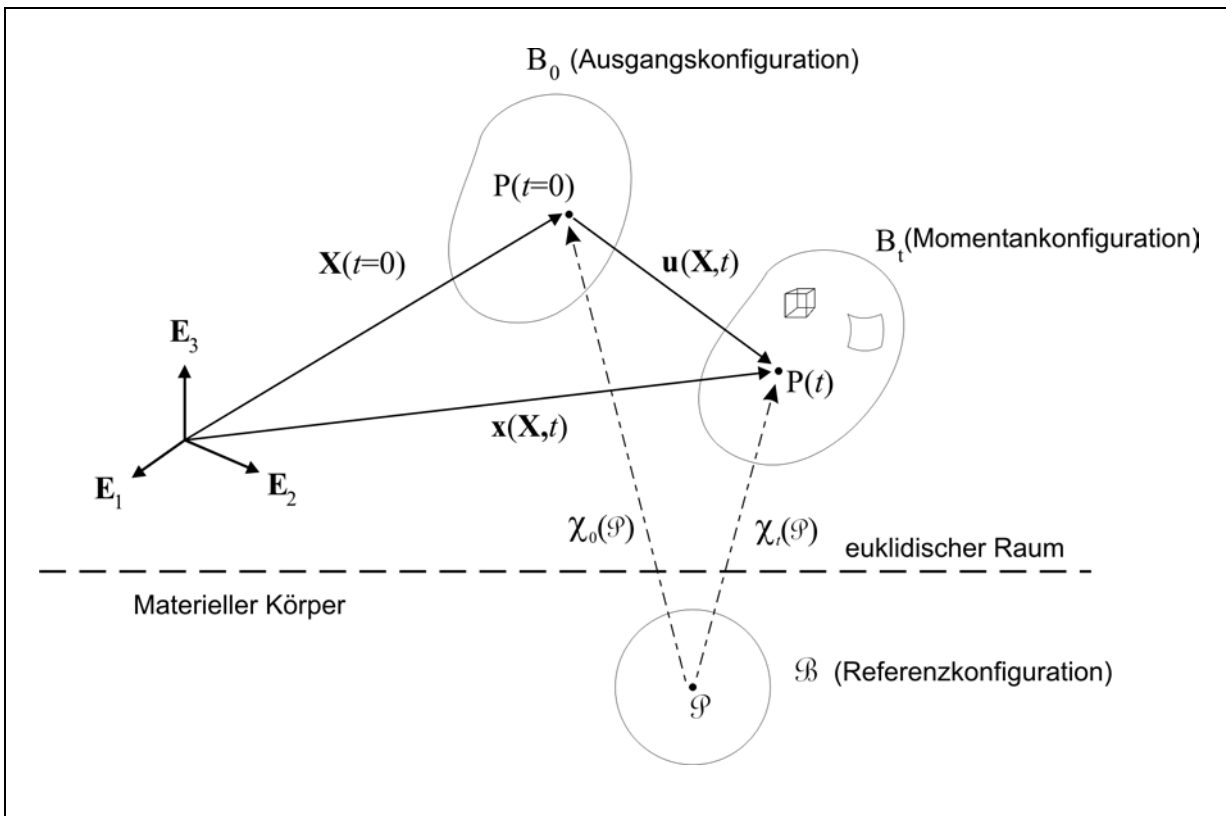 B₀ (Ausgangskonfiguration)
P(t=0)
X(t=0)
u(X,t)
Bₜ (Momentankonfiguration)
E₃
P(t)
x(X,t)
E₁
E₂
χ₀(𝒫)
χₜ(𝒫)
euklidischer Raum
Materieller Körper
ℬ (Referenzkonfiguration)
𝒫